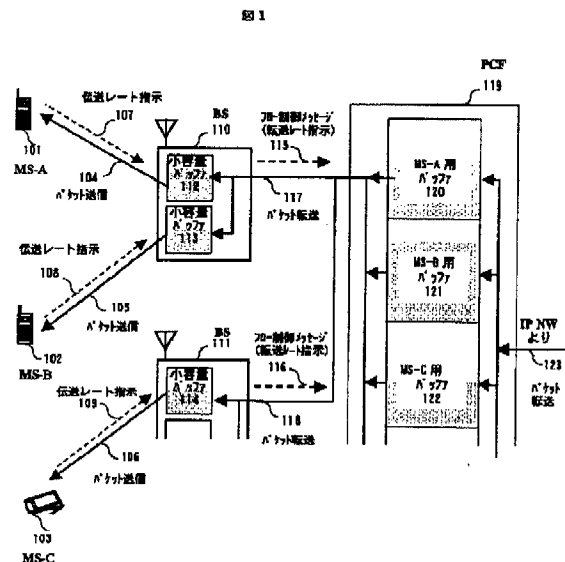 図 1
PCF
119
伝送レート指示
107
101
MS-A
104
パケット送信
BS
110
小容量
バッファ
112
小容量
バッファ
113
フロー制御メッセージ
(転送レート指示)
115
117
パケット転送
MS-A 用
バッファ
120
MS-B 用
バッファ
121
MS-C 用
バッファ
122
IP NW
より
123
パケット
転送
伝送レート指示
108
105
パケット送信
102
MS-B
BS
111
小容量
バッファ
114
フロー制御メッセージ
(転送レート指示)
116
118
パケット転送
伝送レート指示
109
106
パケット送信
103
MS-C